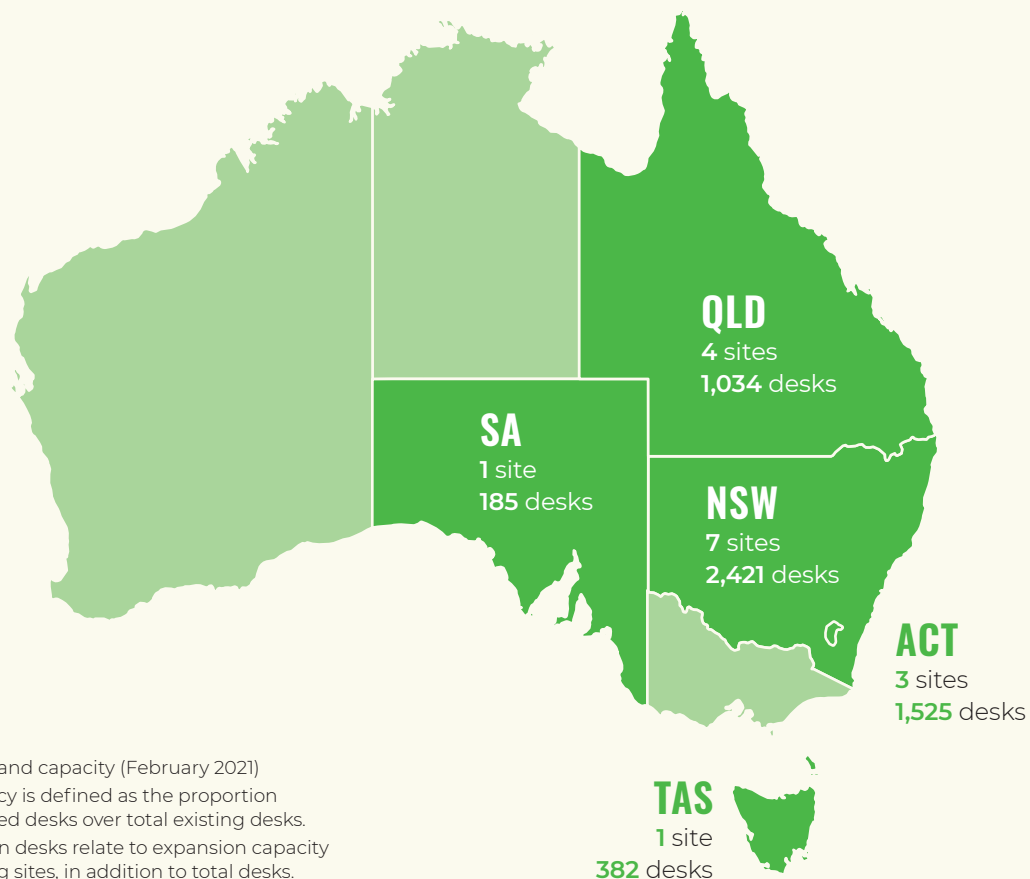 QLD
4 sites
1,034 desks
SA
1 site
185 desks
NSW
7 sites
2,421 desks
ACT
3 sites
1,525 desks
and capacity (February 2021)
is defined as the proportion
desks over total existing desks.
desks relate to expansion capacity
sites, in addition to total desks.
TAS
1 site
382 desks